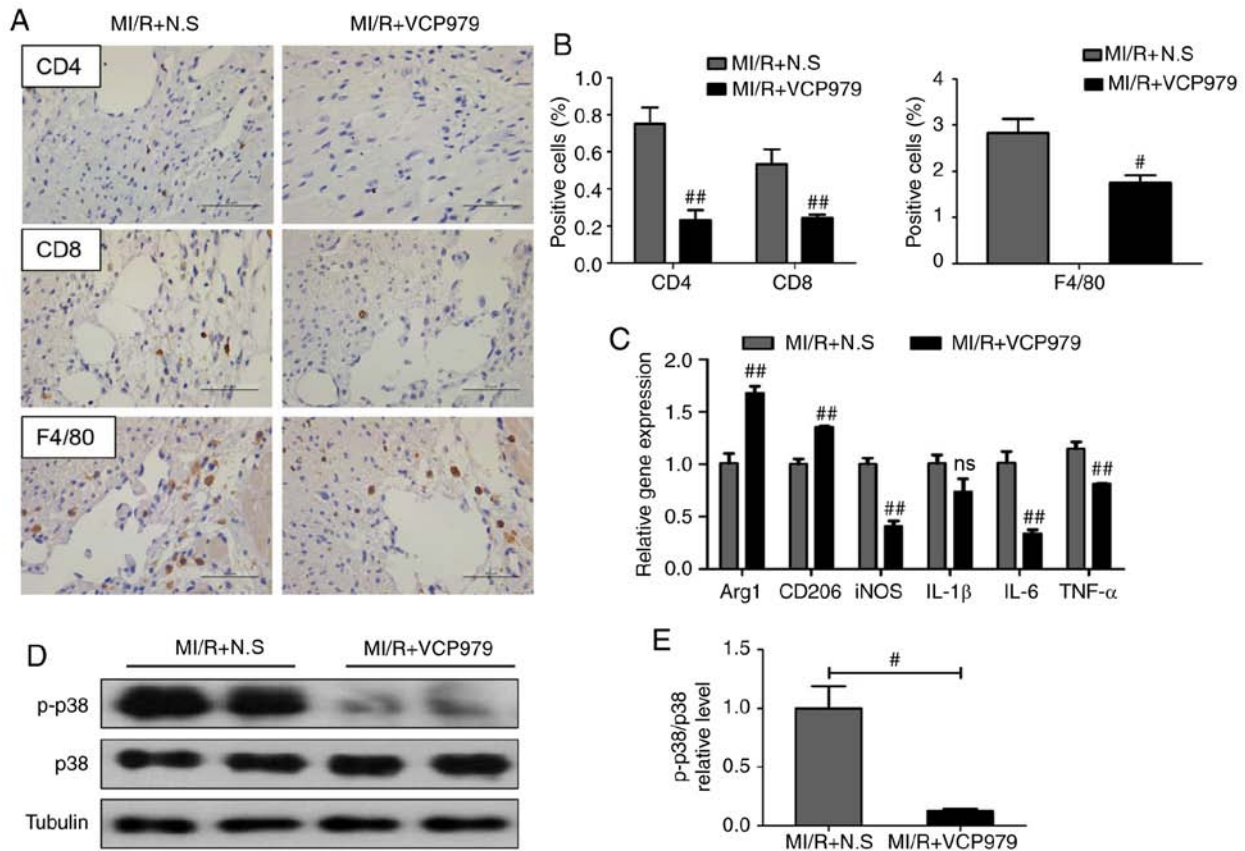 A
MI/R+N.S
MI/R+VCP979
CD4
CD8
F4/80
B
MI/R+N.S
MI/R+VCP979
Positive cells (%)
1.0
0.8
0.6
0.4
0.2
0
##
##
CD4
CD8
MI/R+N.S
MI/R+VCP979
Positive cells (%)
4
3
2
1
0
#
F4/80
C
MI/R+N.S
MI/R+VCP979
Relative gene expression
2.0
1.5
1.0
0.5
0.0
##
##
##
ns
##
##
Arg1
CD206
iNOS
IL-1β
IL-6
TNF-α
D
MI/R+N.S
MI/R+VCP979
p-p38
p38
Tubulin
E
p-p38/p38
relative level
1.5
1.0
0.5
0.0
#
MI/R+N.S
MI/R+VCP979